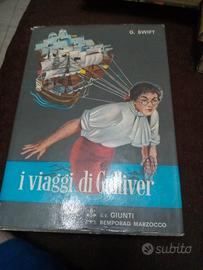 G. SWIFT
i viaggi di Gulliver
GIUNTI
BEMPORAD MARZOCCO
subito